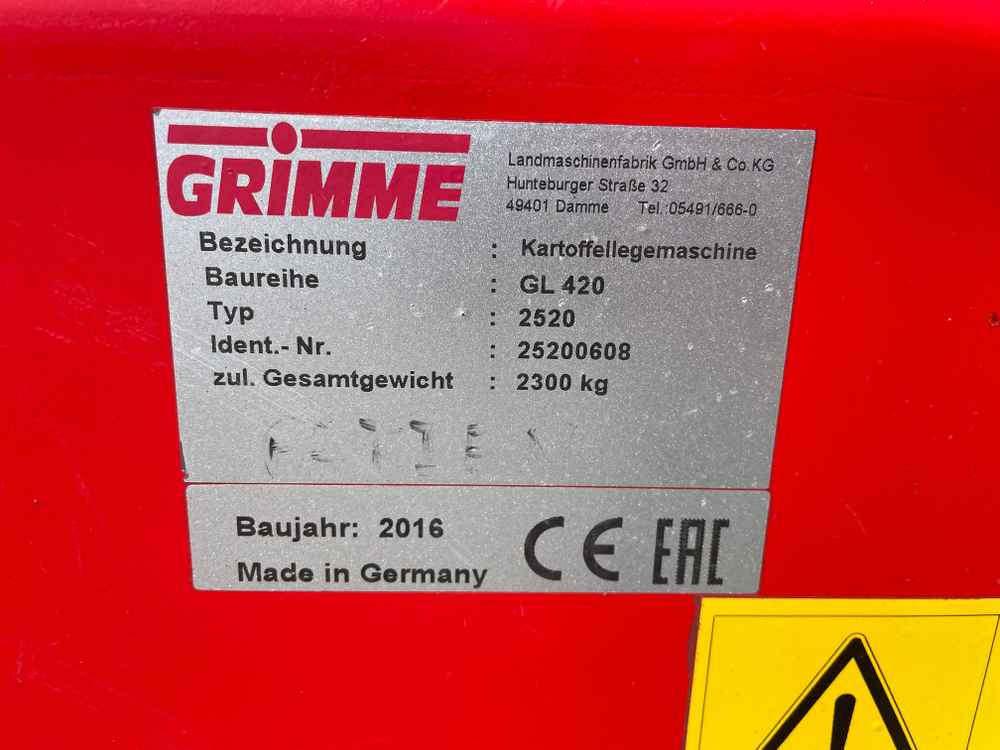 GRIMME
Landmaschinenfabrik GmbH & Co. KG
Hunteburger Straße 32
49401 Damme Tel.:05491/666-0
Bezeichnung : Kartoffellegemaschine
Baureihe : GL 420
Typ : 2520
Ident.- Nr. : 25200608
zul. Gesamtgewicht : 2300 kg
Baujahr: 2016
Made in Germany
CE EAC